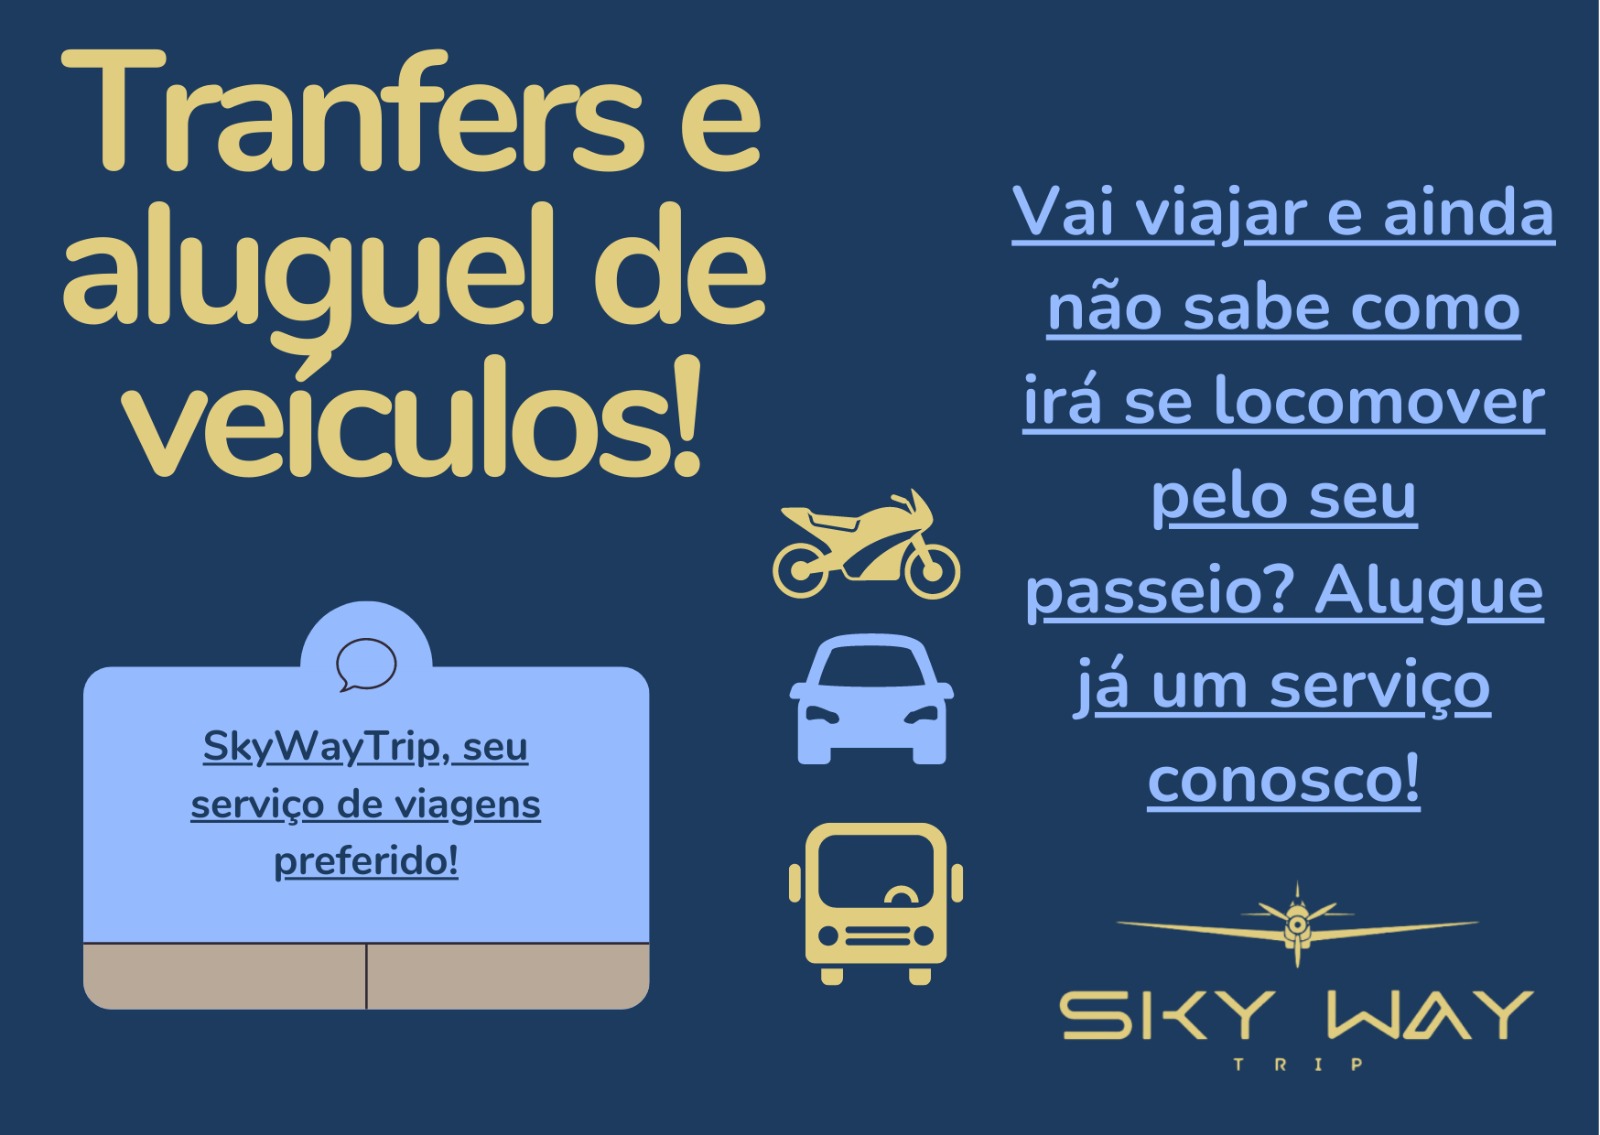 Tranfers e
aluguel de
veículos!
Vai viajar e ainda
não sabe como
irá se locomover
pelo seu
passeio? Alugue
já um serviço
conosco!
SkyWayTrip, seu
serviço de viagens
preferido!
SKY WAY
TRIP